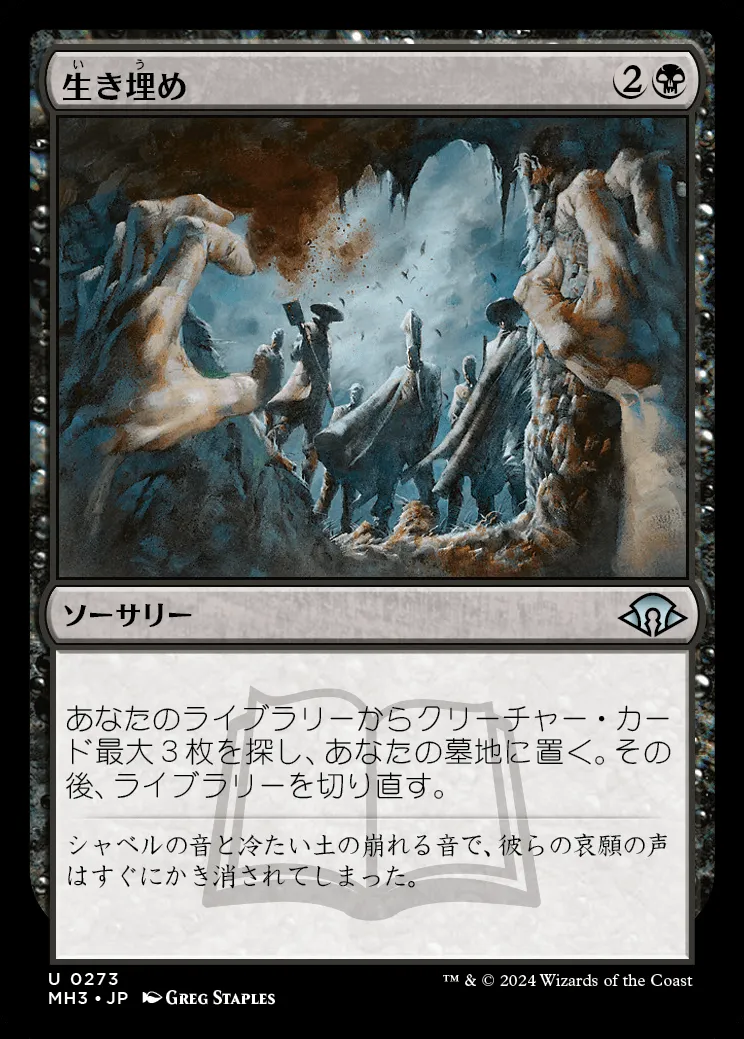 いう
生き埋め
2
ソーサリー
あなたのライブラリーからクリーチャー・カー
ド最大３枚を探し、あなたの墓地に置く。その
後、ライブラリーを切り直す。
シャベルの音と冷たい土の崩れる音で、彼らの哀願の声
はすぐにかき消されてしまった。
U 0273
MH3・JP GREG STAPLES
™ & © 2024 Wizards of the Coast